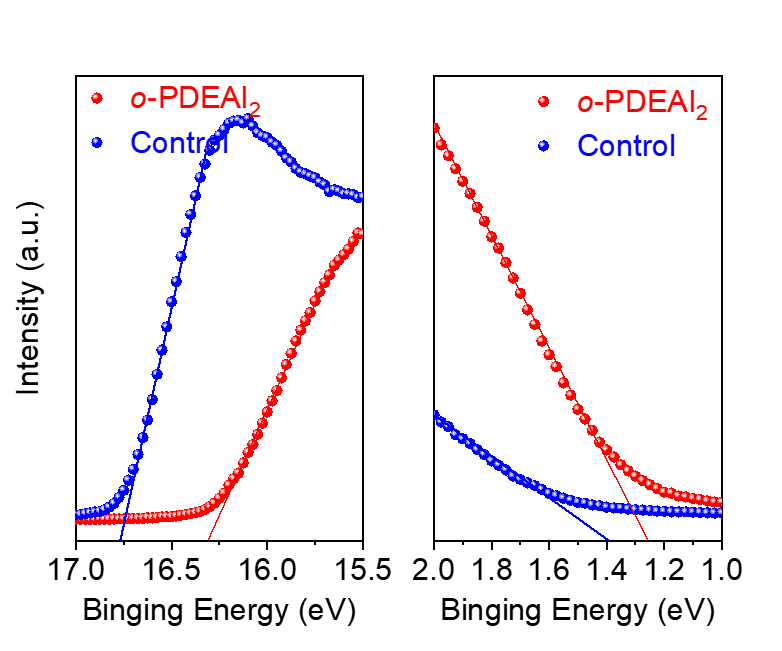 o-PDEAI₂
Control
o-PDEAI₂
Control
Intensity (a.u.)
17.0 16.5 16.0 15.5
2.0 1.8 1.6 1.4 1.2 1.0
Binging Energy (eV)
Binging Energy (eV)